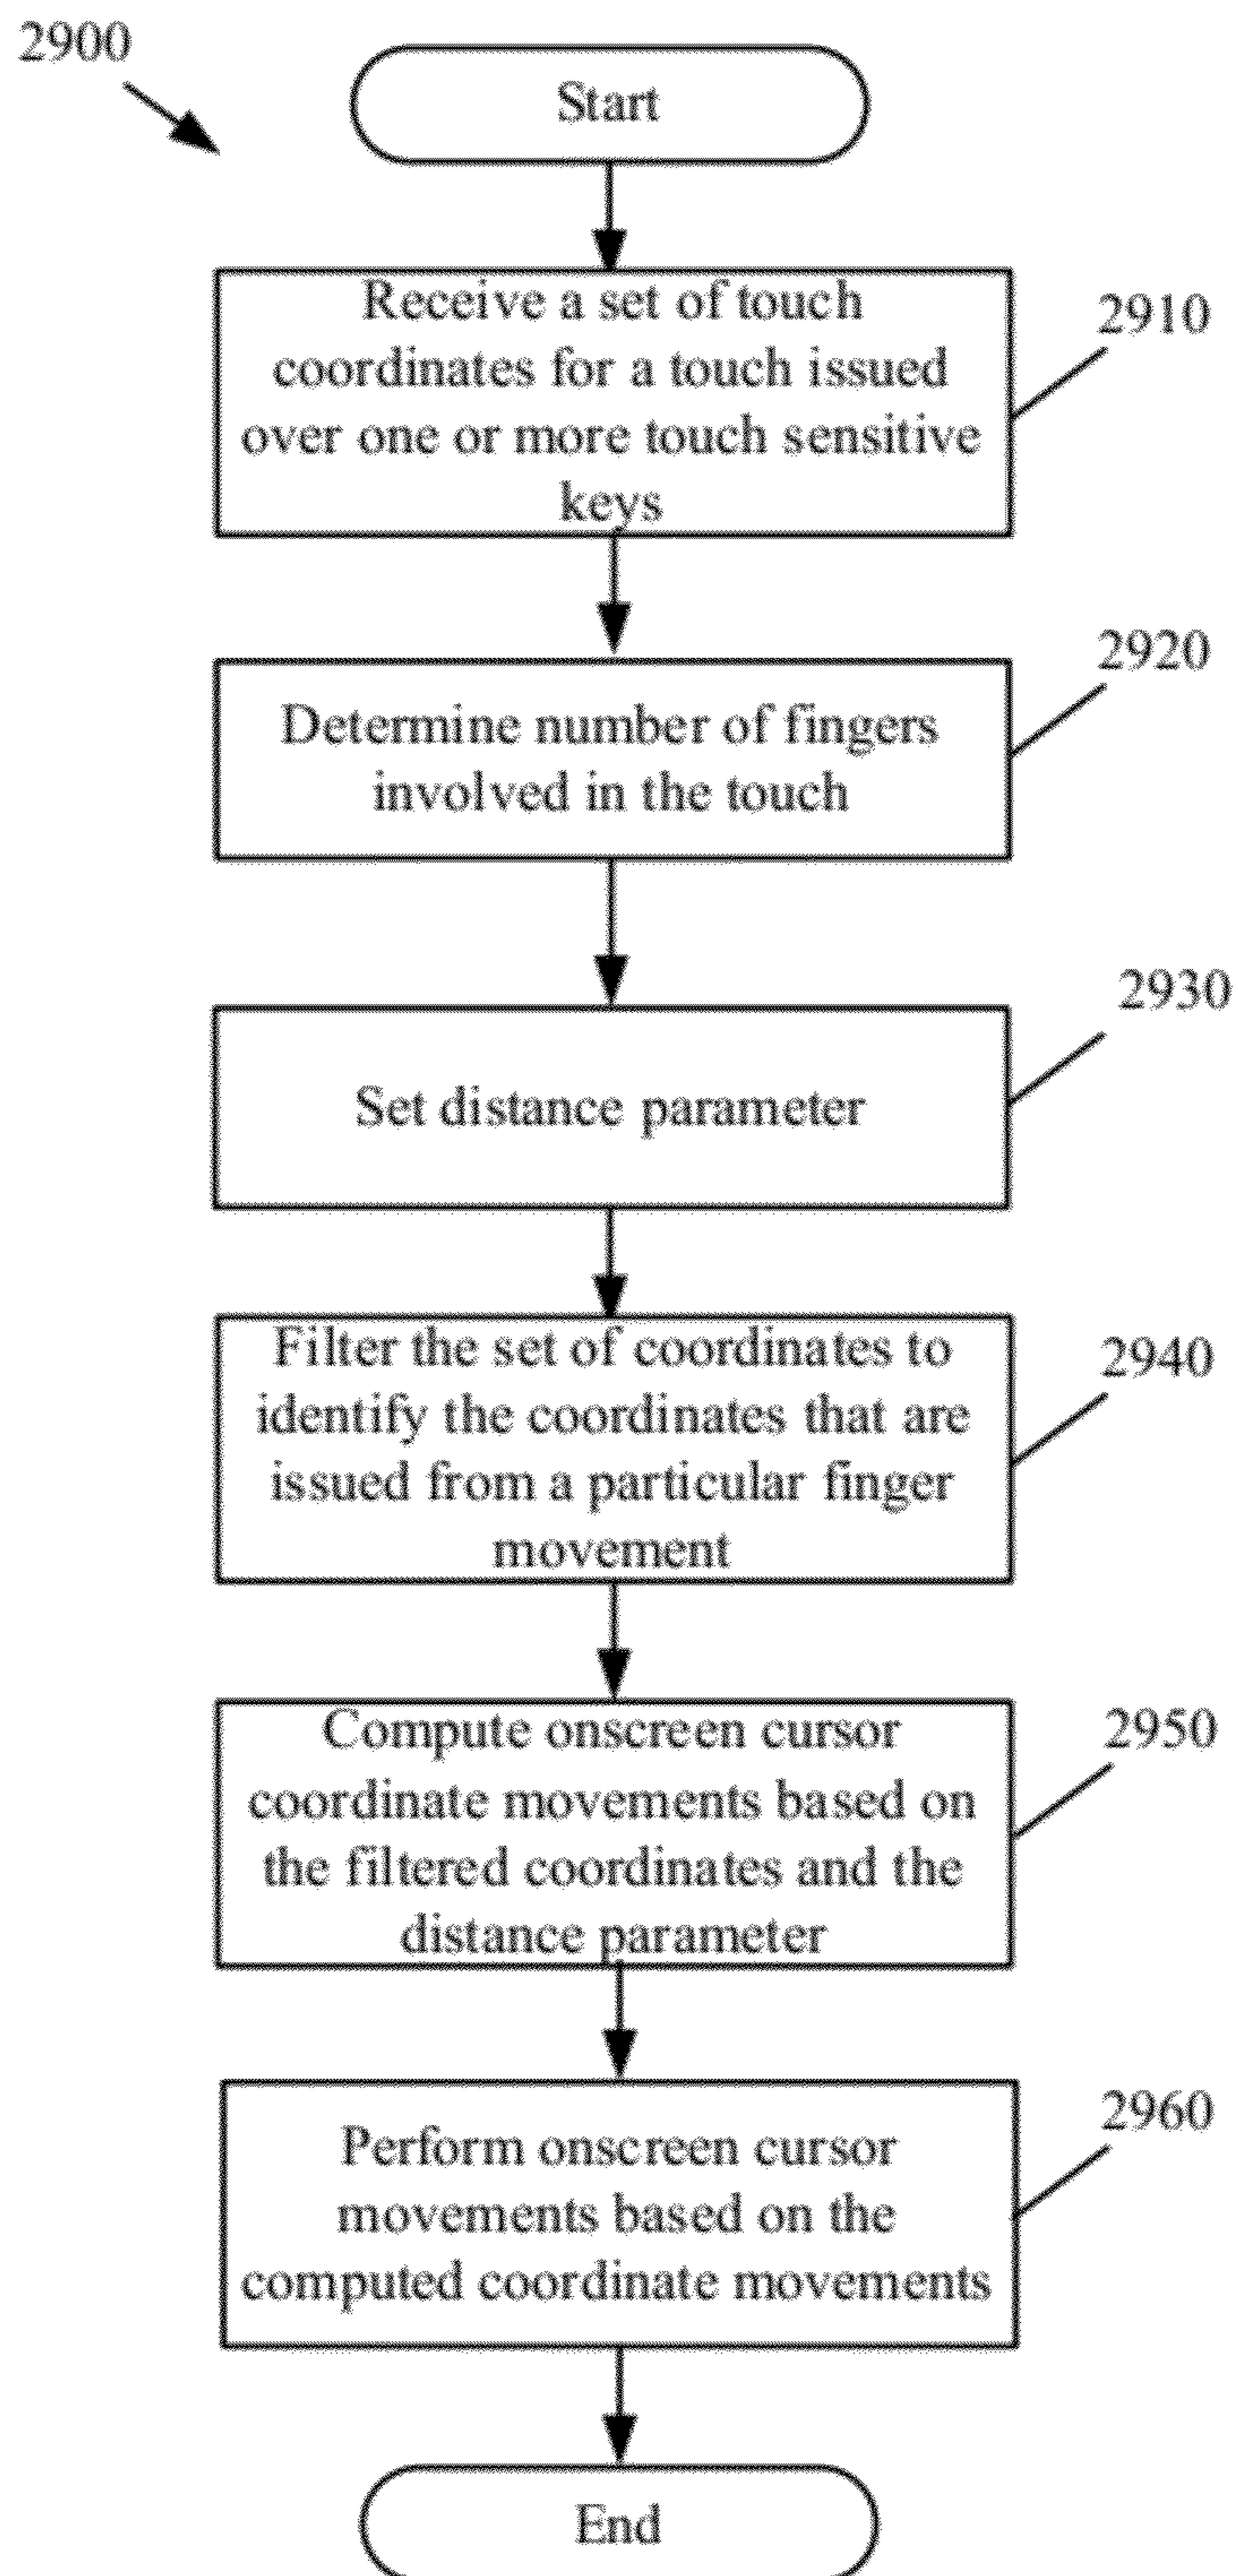 2900
Start
Receive a set of touch
coordinates for a touch issued
over one or more touch sensitive
keys
2910
Determine number of fingers
involved in the touch
2920
Set distance parameter
2930
Filter the set of coordinates to
identify the coordinates that are
issued from a particular finger
movement
2940
Compute onscreen cursor
coordinate movements based on
the filtered coordinates and the
distance parameter
2950
Perform onscreen cursor
movements based on the
computed coordinate movements
2960
End